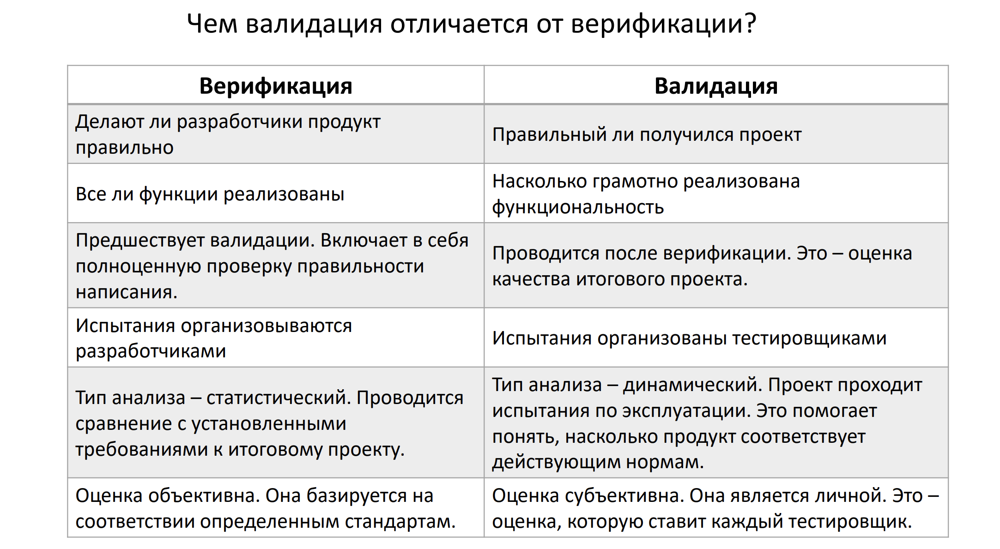 Чем валидация отличается от верификации?
Верификация
Валидация
Делают ли разработчики продукт
правильно
Правильный ли получился проект
Все ли функции реализованы
Насколько грамотно реализована
функциональность
Предшествует валидации. Включает в себя
полноценную проверку правильности
написания.
Проводится после верификации. Это – оценка
качества итогового проекта.
Испытания организовываются
разработчиками
Испытания организованы тестировщиками
Тип анализа – статистический. Проводится
сравнение с установленными
требованиями к итоговому проекту.
Тип анализа – динамический. Проект проходит
испытания по эксплуатации. Это помогает
понять, насколько продукт соответствует
действующим нормам.
Оценка объективна. Она базируется на
соответствии определенным стандартам.
Оценка субъективна. Она является личной. Это –
оценка, которую ставит каждый тестировщик.